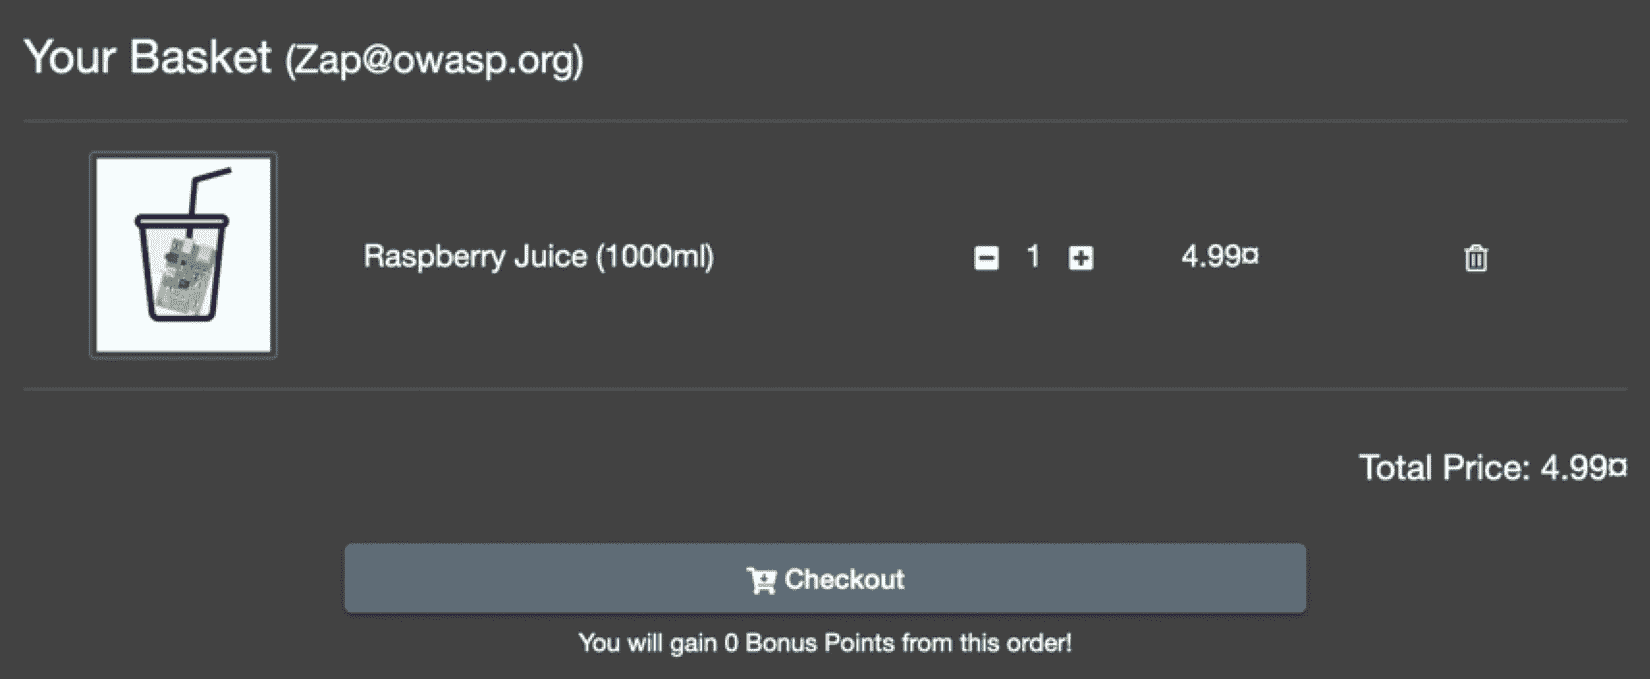 Your Basket (Zap@owasp.org)
Raspberry Juice (1000ml) 1 4.99¤
Total Price: 4.99¤
Checkout
You will gain 0 Bonus Points from this order!